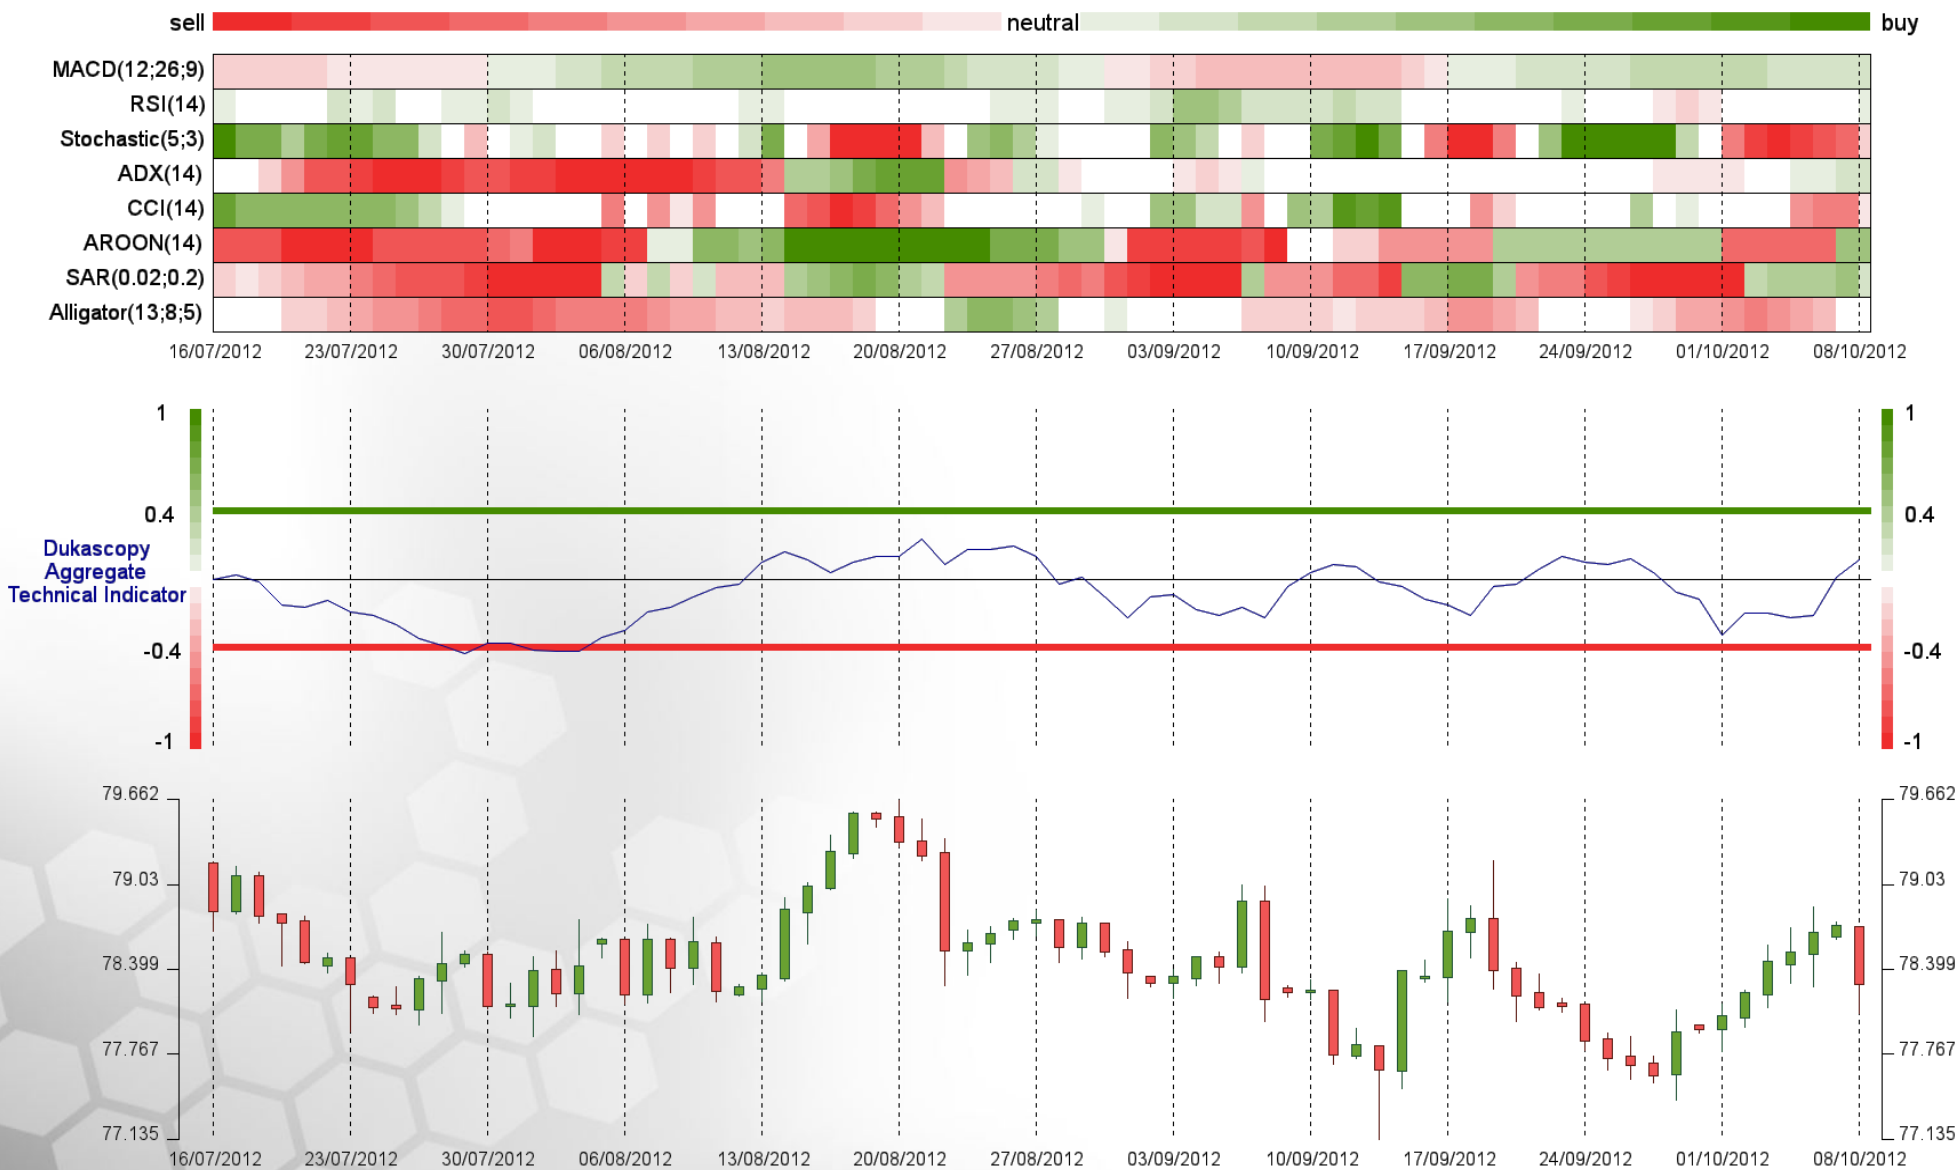 sell neutral buy
MACD(12;26;9)
RSI(14)
Stochastic(5;3)
ADX(14)
CCI(14)
AROON(14)
SAR(0.02;0.2)
Alligator(13;8;5)
16/07/2012 23/07/2012 30/07/2012 06/08/2012 13/08/2012 20/08/2012 27/08/2012 03/09/2012 10/09/2012 17/09/2012 24/09/2012 01/10/2012 08/10/2012
1 1
0.4 0.4
Dukascopy
Aggregate
Technical Indicator
-0.4 -0.4
-1 -1
79.662 79.662
79.03 79.03
78.399 78.399
77.767 77.767
77.135 77.135
16/07/2012 23/07/2012 30/07/2012 06/08/2012 13/08/2012 20/08/2012 27/08/2012 03/09/2012 10/09/2012 17/09/2012 24/09/2012 01/10/2012 08/10/2012